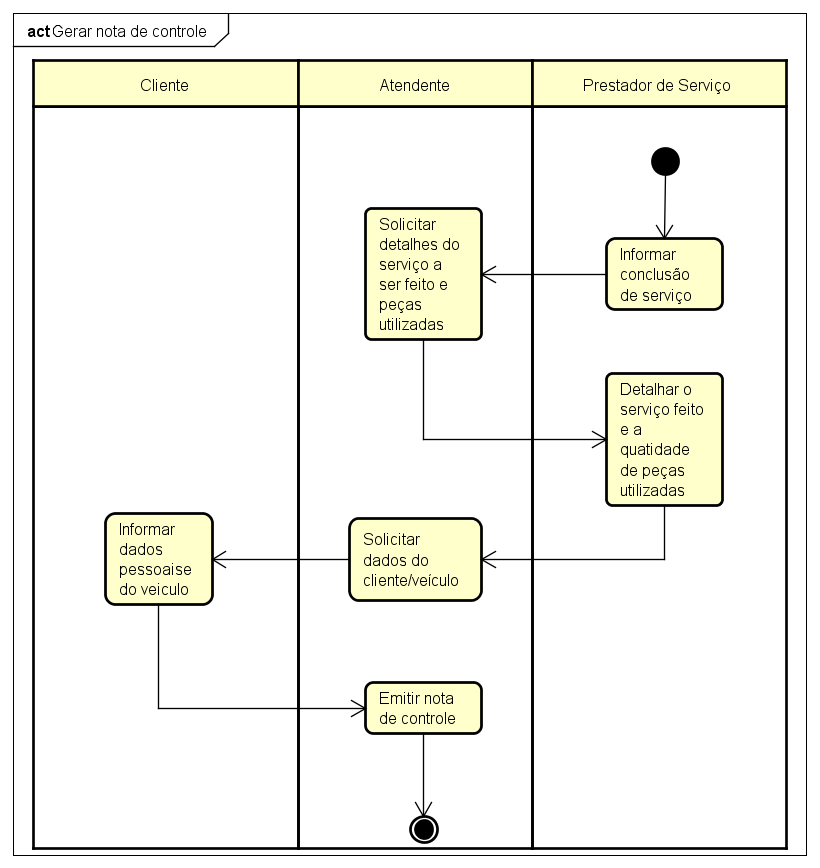 act Gerar nota de controle
Cliente
Atendente
Prestador de Serviço
Solicitar
detalhes do
serviço a
ser feito e
peças
utilizadas
Informar
conclusão
de serviço
Detalhar o
serviço feito
e a
quatidade
de peças
utilizadas
Informar
dados
pessoaise
do veiculo
Solicitar
dados do
cliente/veículo
Emitir nota
de controle